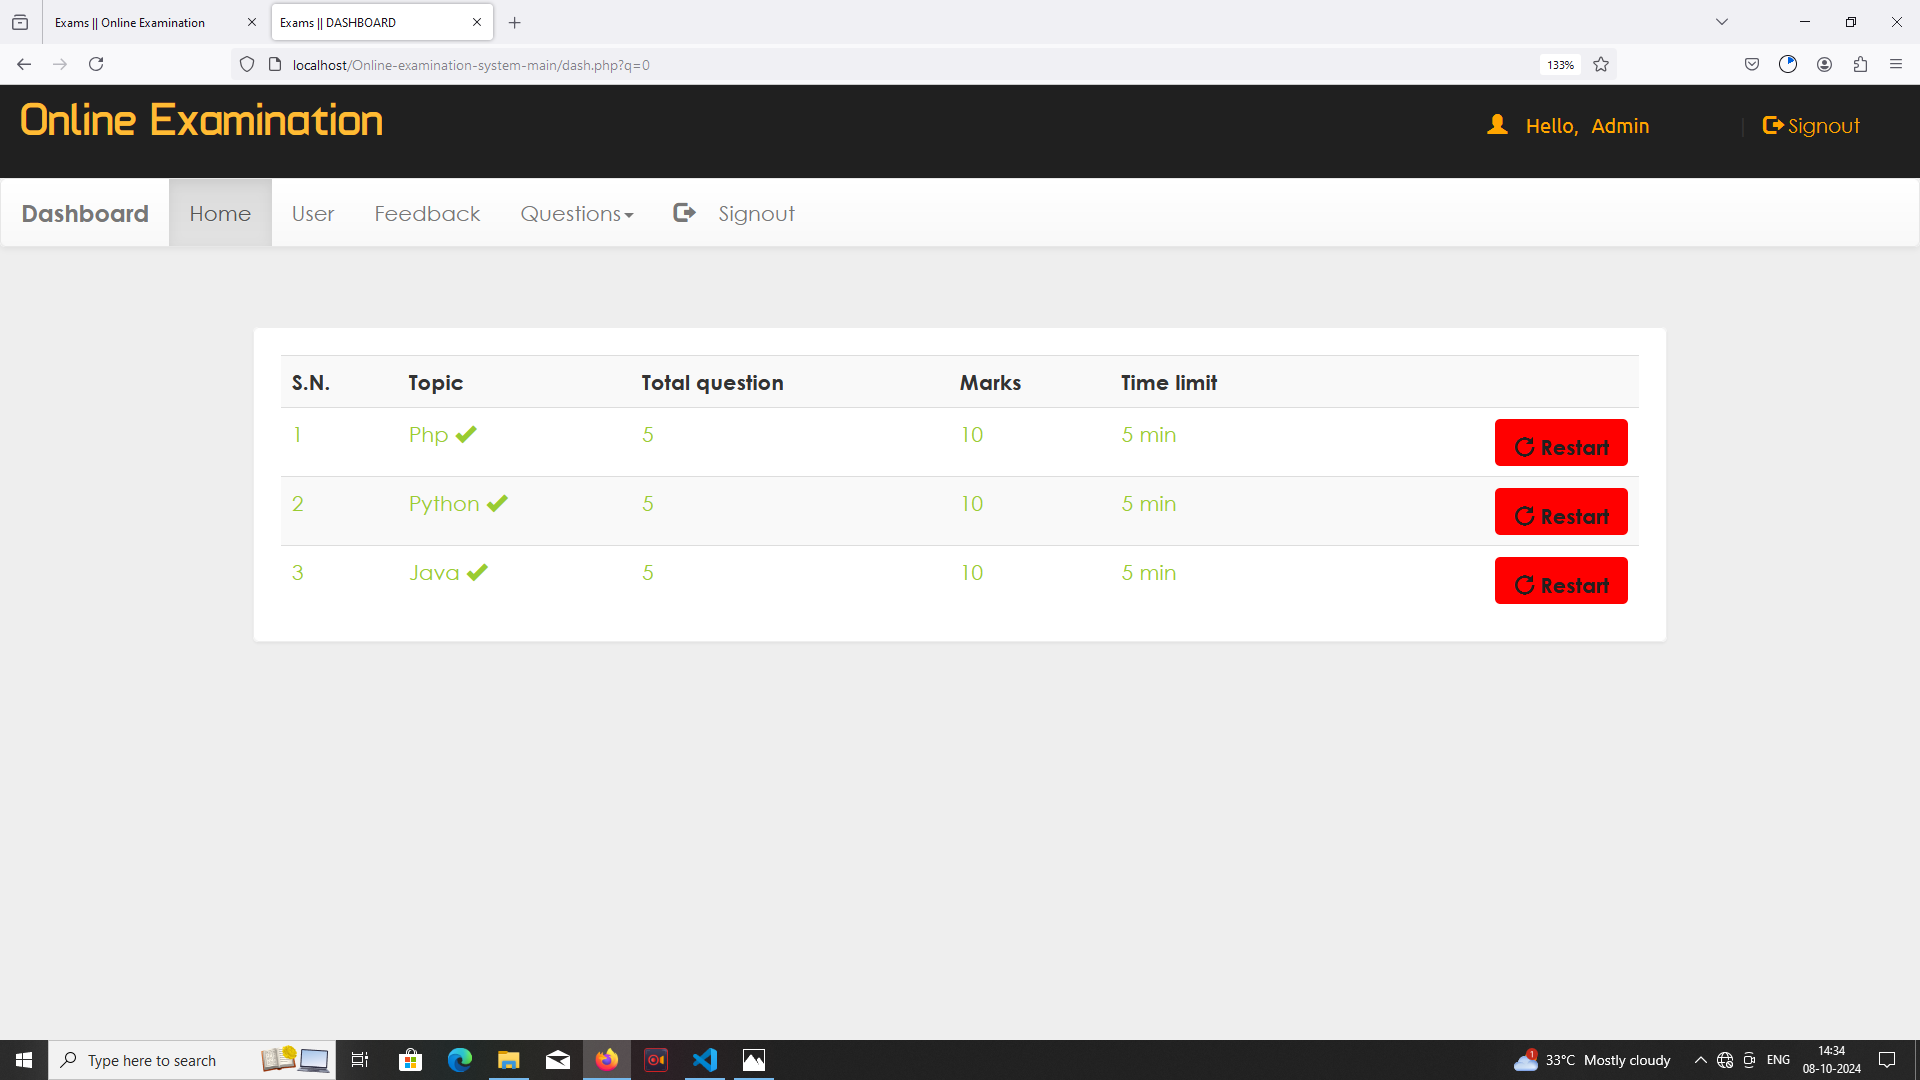 Exams || Online Examination
Exams || DASHBOARD
localhost/Online-examination-system-main/dash.php?q=0
133%
Online Examination
Hello, Admin
Signout
Dashboard Home User Feedback Questions Signout
S.N. Topic Total question Marks Time limit
1 Php 5 10 5 min Restart
2 Python 5 10 5 min Restart
3 Java 5 10 5 min Restart
Type here to search
1
33°C Mostly cloudy
ENG
14:34
08-10-2024